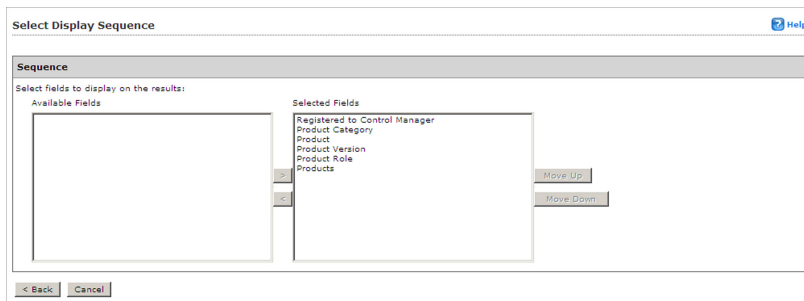 Select Display Sequence
Help
Sequence
Select fields to display on the results:
Available Fields
Selected Fields
Registered to Control Manager
Product Category
Product
Product Version
Product Role
Products
>
Move Up
<
Move Down
< Back
Cancel